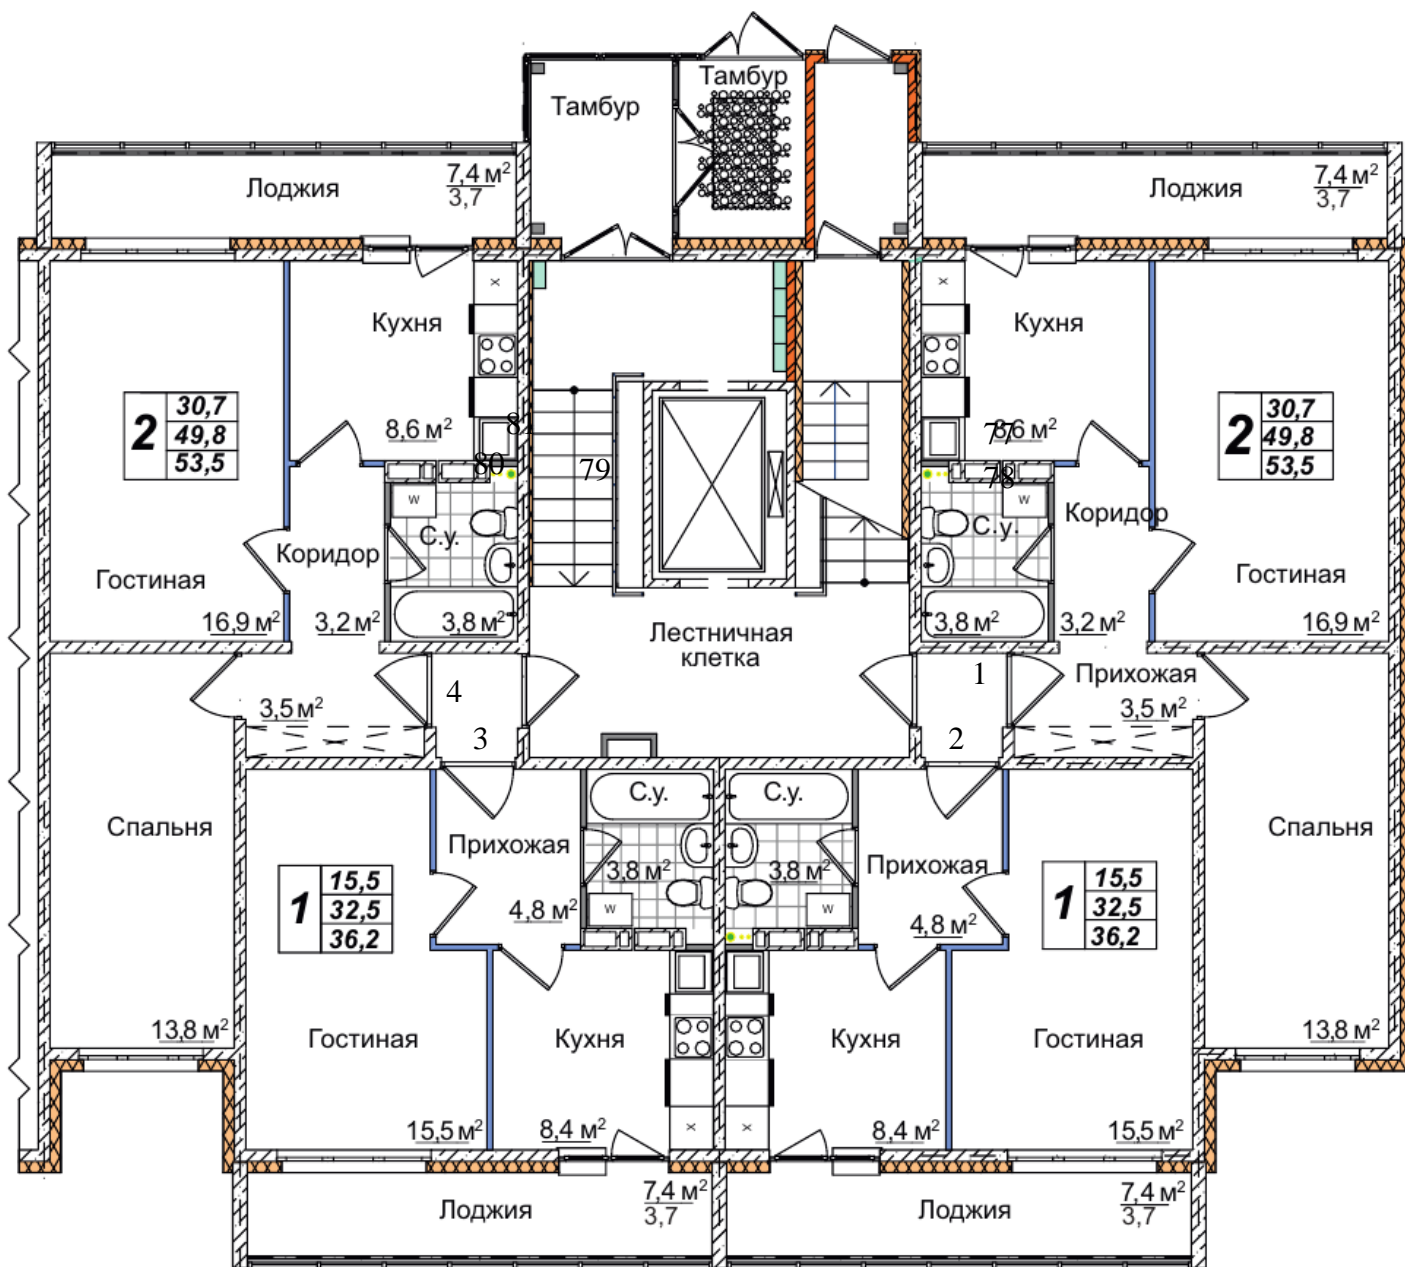 Тамбур
Тамбур
Лоджия
7,4 м²
3,7
Лоджия
7,4 м²
3,7
Кухня
8,6 м²
X
2
30,7
49,8
53,5
81
80
79
W
С.у.
Коридор
Гостиная
16,9 м²
3,2 м²
3,8 м²
Кухня
X
77
8,6 м²
78
2
30,7
49,8
53,5
W
С.у.
Коридор
Гостиная
3,8 м²
3,2 м²
16,9 м²
Лестничная
клетка
4
3
3,5 м²
1
2
Прихожая
3,5 м²
Спальня
13,8 м²
Прихожая
4,8 м²
1
15,5
32,5
36,2
С.у.
3,8 м²
W
С.у.
3,8 м²
W
Прихожая
4,8 м²
1
15,5
32,5
36,2
Спальня
13,8 м²
Гостиная
15,5 м²
Кухня
8,4 м²
X
X
Кухня
8,4 м²
Гостиная
15,5 м²
Лоджия
7,4 м²
3,7
Лоджия
7,4 м²
3,7